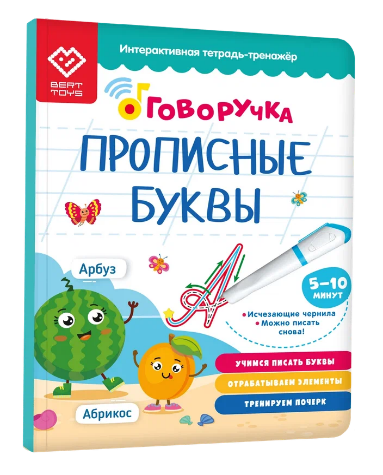 BERT
TOYS
Интерактивная тетрадь-тренажёр
ГОВОРУЧКА
ПРОПИСНЫЕ
БУКВЫ
Арбуз
А
5–10
МИНУТ
• Исчезающие чернила
• Можно писать
снова!
Абрикос
УЧИМСЯ ПИСАТЬ БУКВЫ
ОТРАБАТЫВАЕМ ЭЛЕМЕНТЫ
ТРЕНИРУЕМ ПОЧЕРК